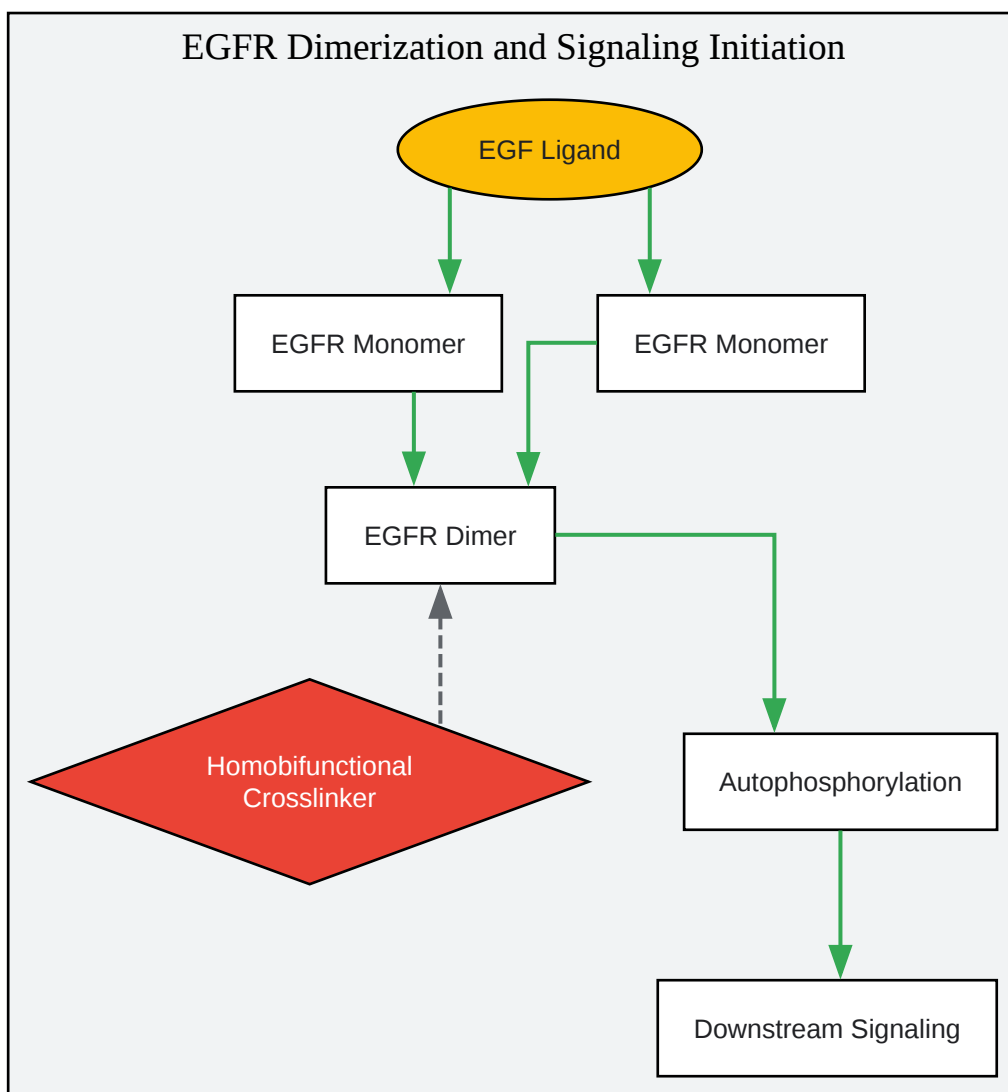 EGFR Dimerization and Signaling Initiation
EGF Ligand
EGFR Monomer
EGFR Monomer
EGFR Dimer
Homobifunctional
Crosslinker
Autophosphorylation
Downstream Signaling